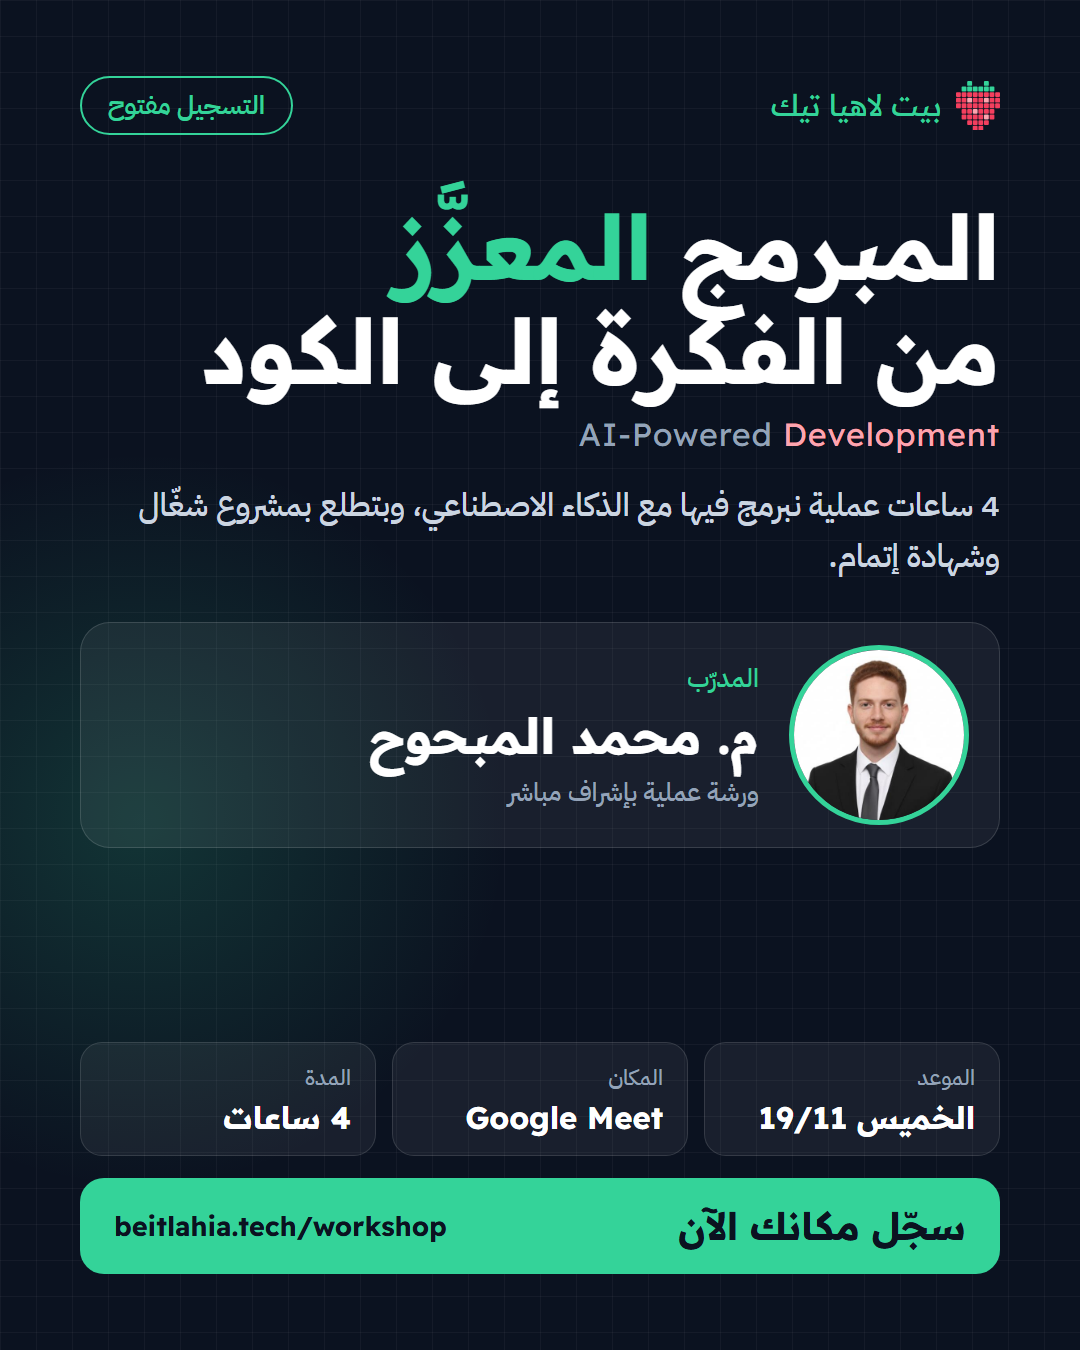 بيت لاهيا تيك
التسجيل مفتوح
المبرمج المعزَّز
من الفكرة إلى الكود
AI-Powered Development
4 ساعات عملية نبرمج فيها مع الذكاء الاصطناعي، وبتطلع بمشروع شغّال
وشهادة إتمام.
المدرّب
م. محمد المبحوح
ورشة عملية بإشراف مباشر
الموعد
الخميس 19/11
المكان
Google Meet
المدة
4 ساعات
سجّل مكانك الآن
beitlahia.tech/workshop